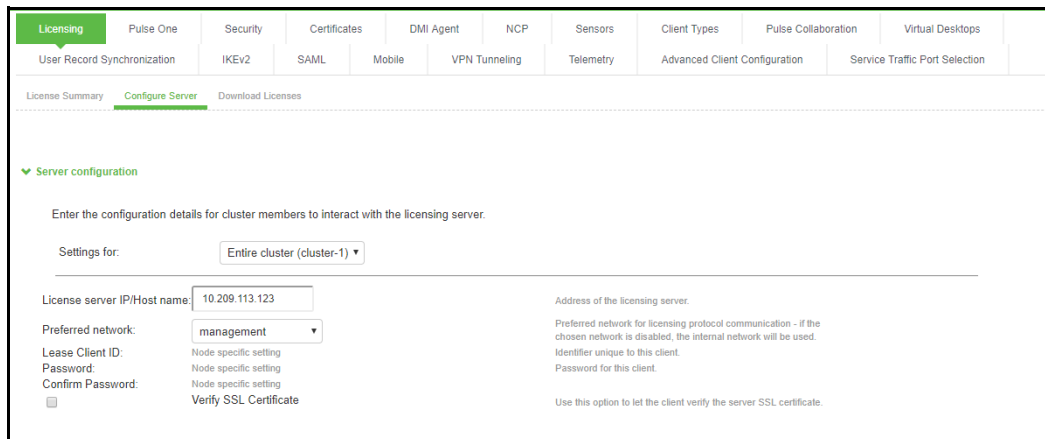 Licensing Pulse One Security Certificates DMI Agent NCP Sensors Client Types Pulse Collaboration Virtual Desktops
User Record Synchronization IKEv2 SAML Mobile VPN Tunneling Telemetry Advanced Client Configuration Service Traffic Port Selection
License Summary Configure Server Download Licenses
Server configuration
Enter the configuration details for cluster members to interact with the licensing server.
Settings for: Entire cluster (cluster-1)
License server IP/Host name: 10.209.113.123 Address of the licensing server.
Preferred network: management Preferred network for licensing protocol communication - if the
chosen network is disabled, the internal network will be used.
Lease Client ID: Node specific setting Identifier unique to this client.
Password: Node specific setting Password for this client.
Confirm Password: Node specific setting
Verify SSL Certificate Use this option to let the client verify the server SSL certificate.